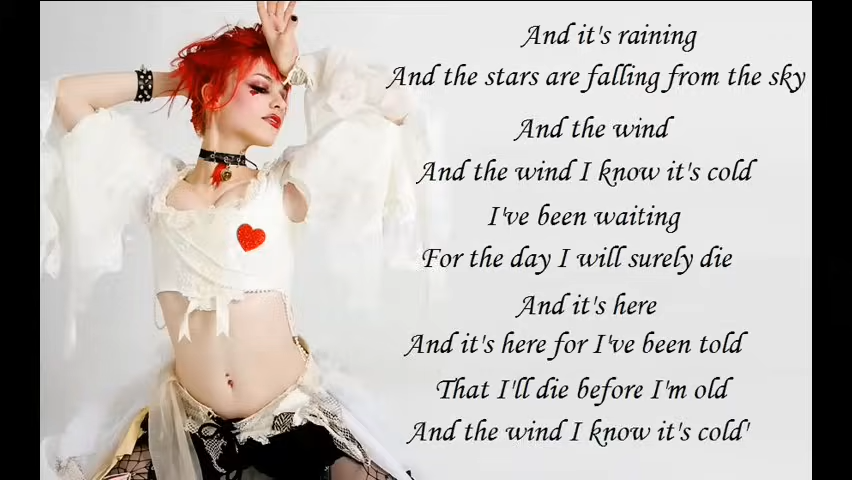 And it's raining
And the stars are falling from the sky
And the wind
And the wind I know it's cold
I've been waiting
For the day I will surely die
And it's here
And it's here for I've been told
That I'll die before I'm old
And the wind I know it's cold'